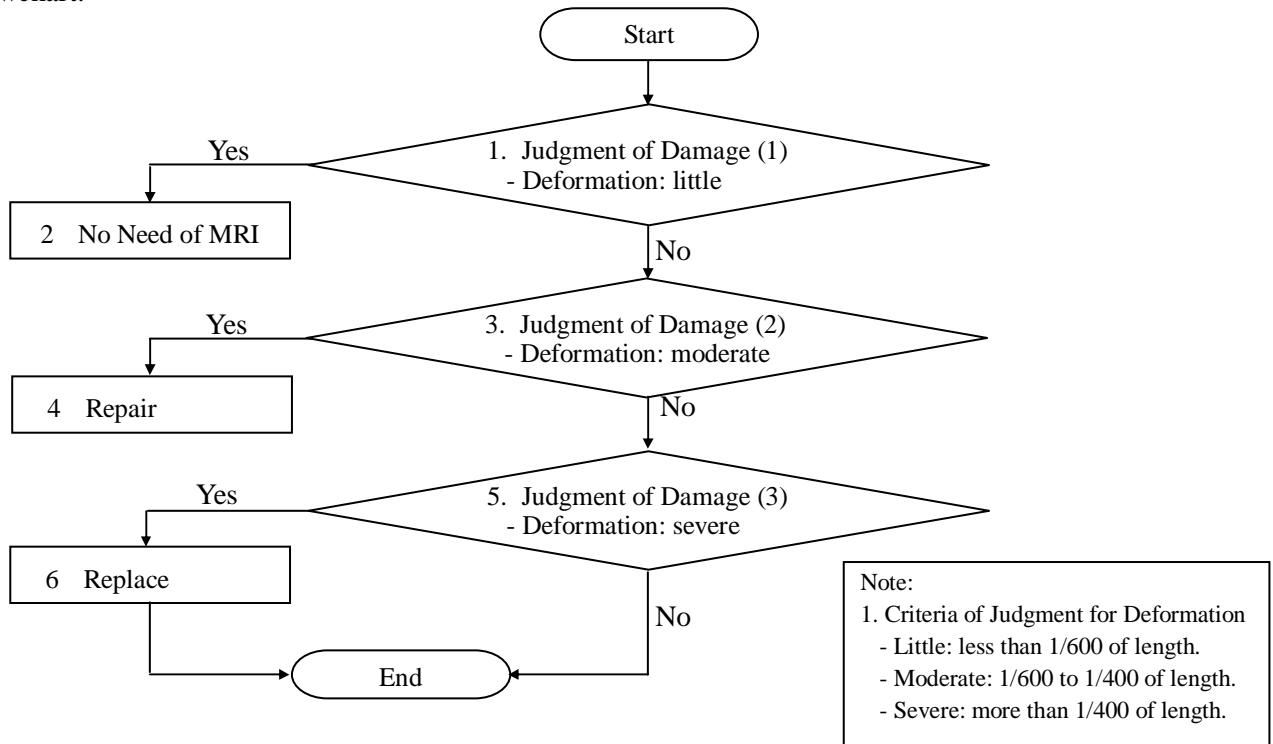 Start
1. Judgment of Damage (1)
- Deformation: little
Yes
2 No Need of MRI
No
3. Judgment of Damage (2)
- Deformation: moderate
Yes
4 Repair
No
5. Judgment of Damage (3)
- Deformation: severe
Yes
6 Replace
No
End
Note:
1. Criteria of Judgment for Deformation
- Little: less than 1/600 of length.
- Moderate: 1/600 to 1/400 of length.
- Severe: more than 1/400 of length.